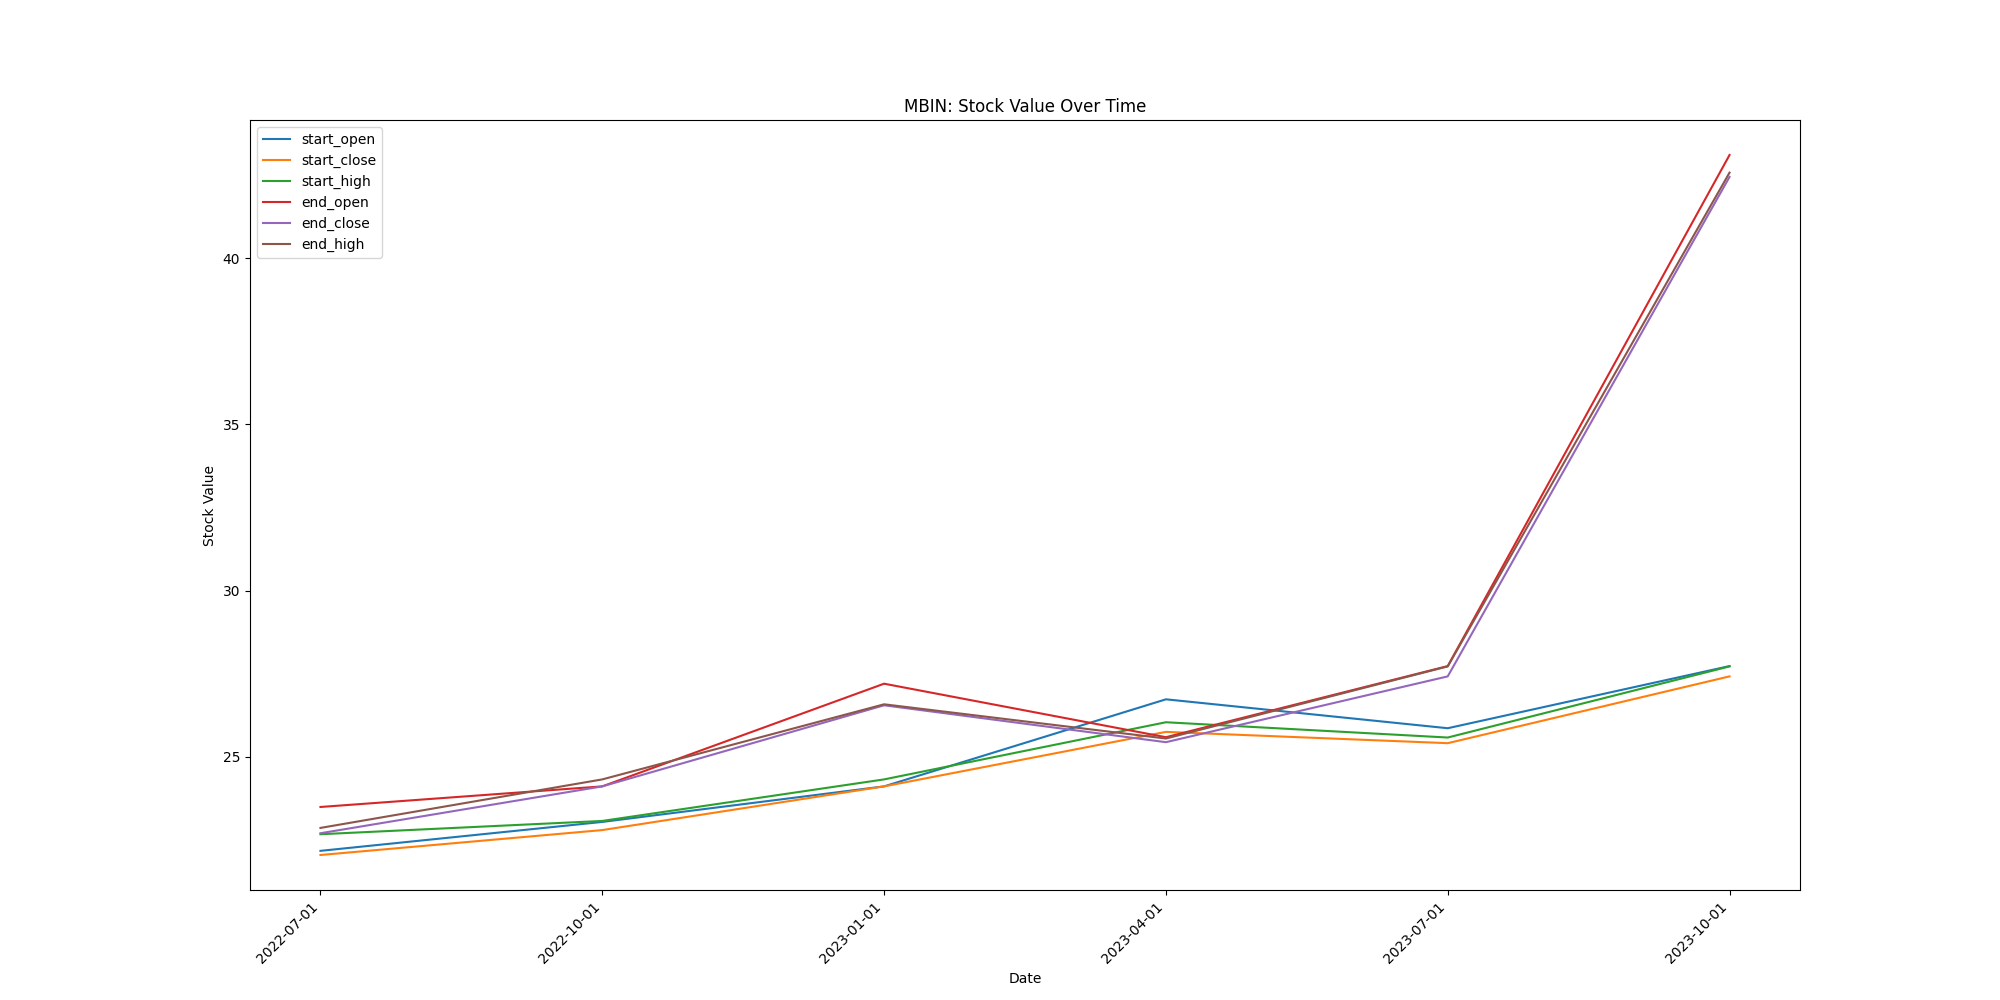 MBIN: Stock Value Over Time
start_open
start_close
start_high
end_open
end_close
end_high
40
35
30
25
Stock Value
2022-07-01
2022-10-01
2023-01-01
2023-04-01
2023-07-01
2023-10-01
Date